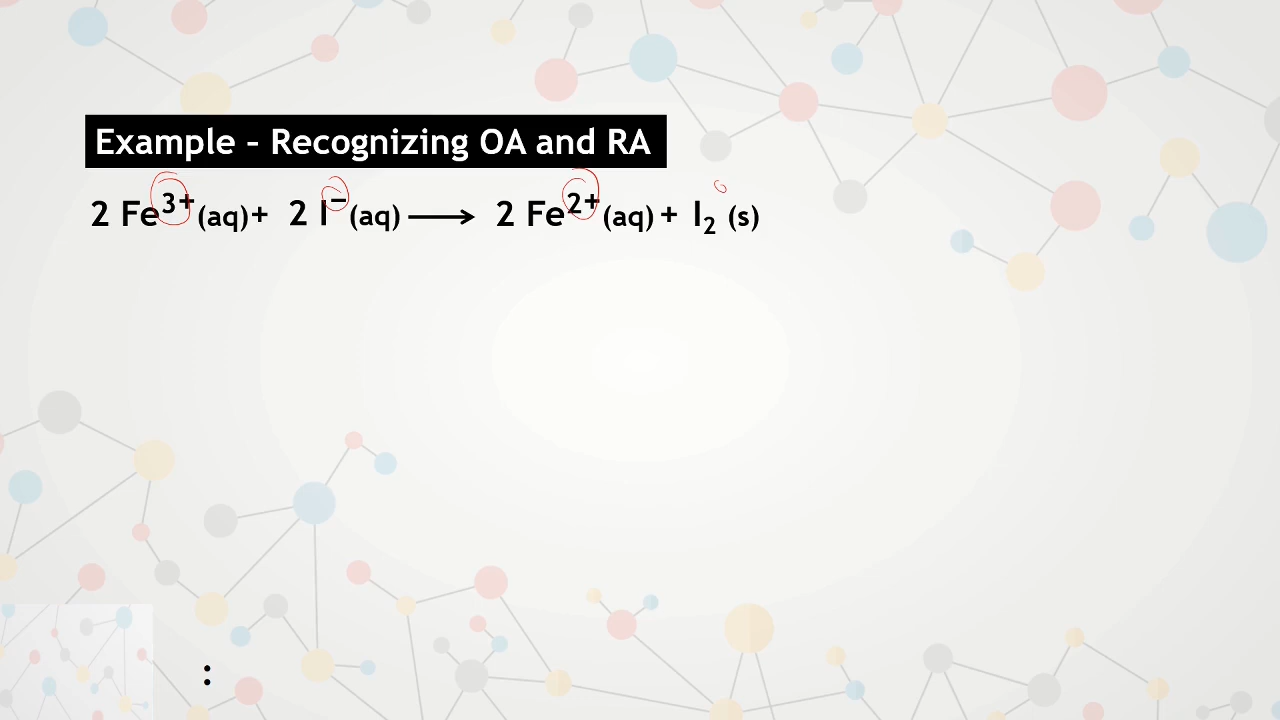 Example – Recognizing OA and RA
2 Fe³⁺(aq)+ 2 I⁻(aq) ⟶ 2 Fe²⁺(aq) + I₂ (s)
: